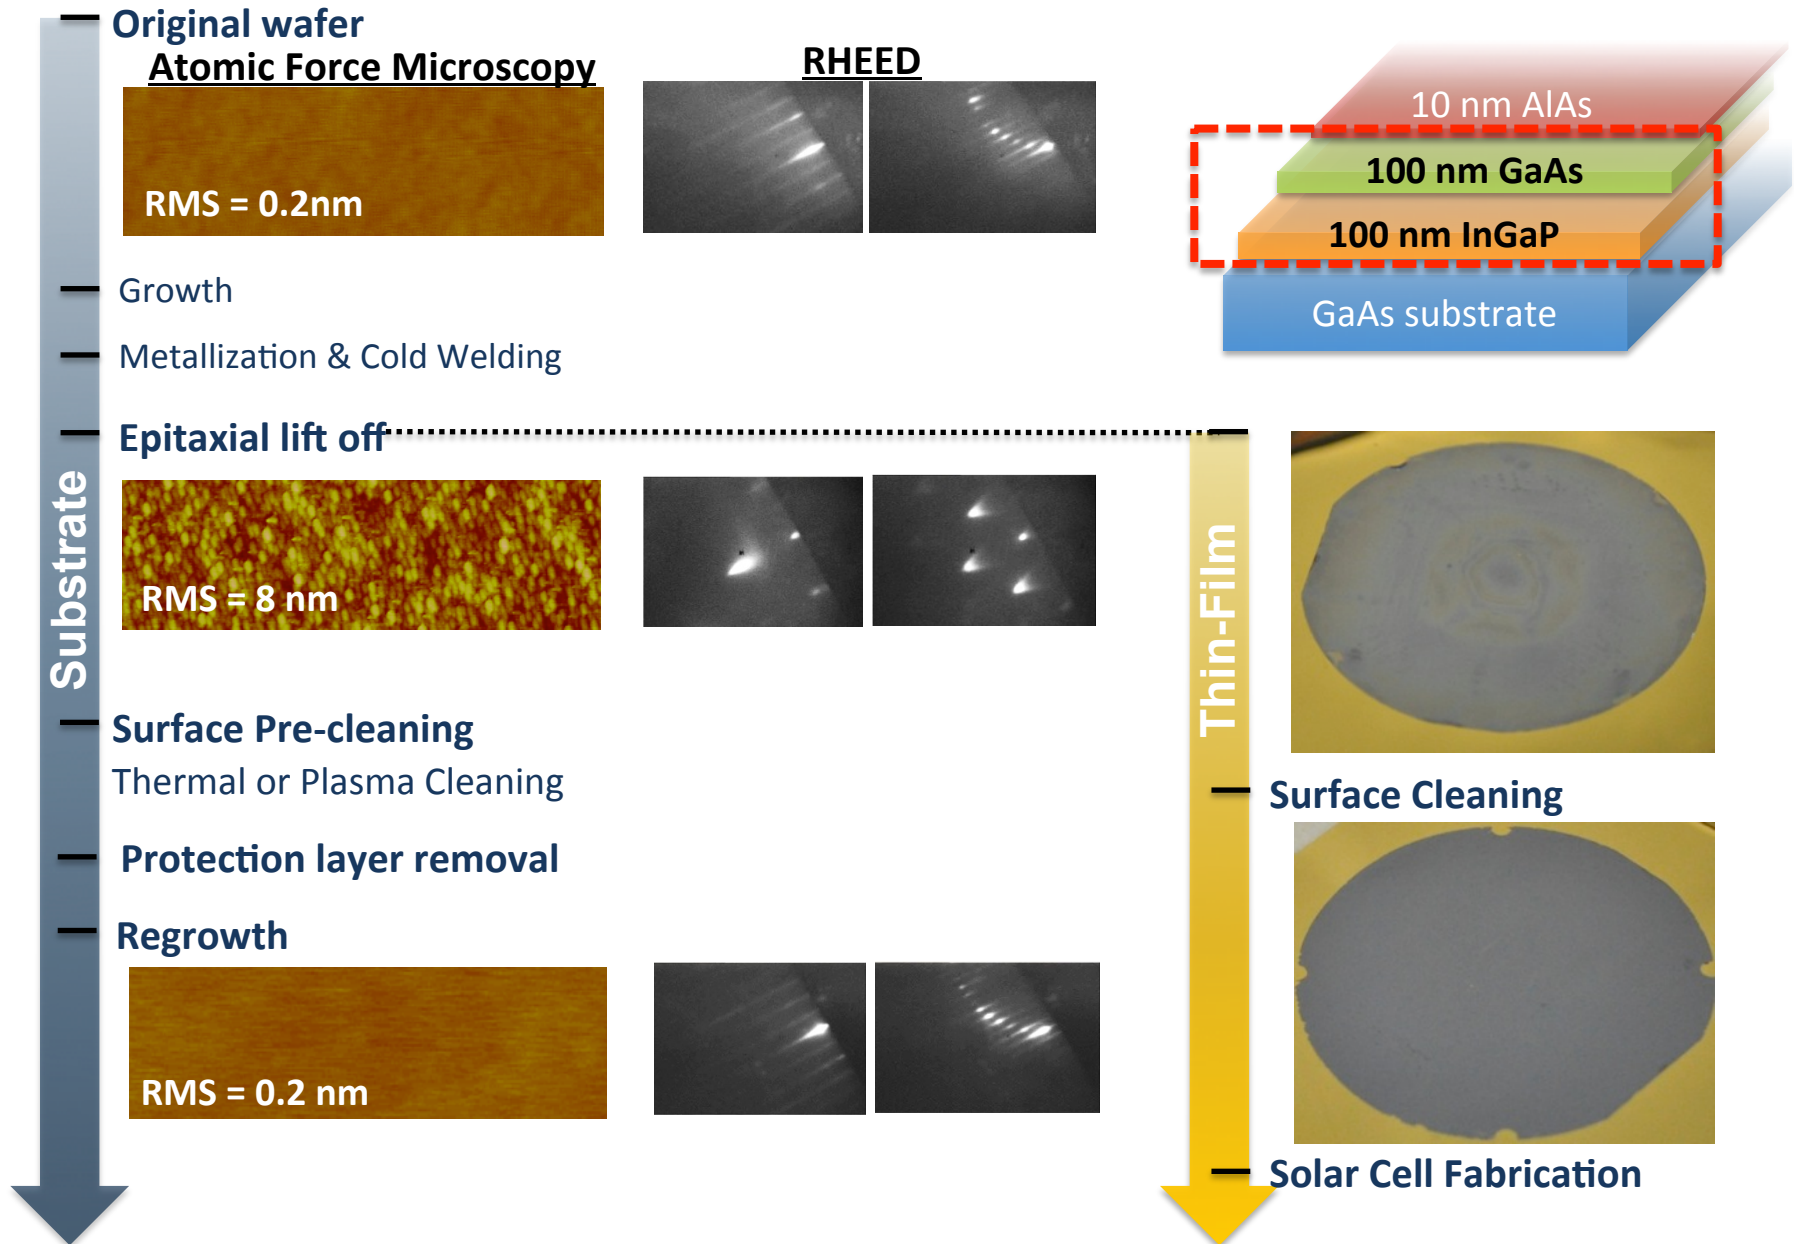 Original wafer
Atomic Force Microscopy
RHEED
RMS = 0.2nm
10 nm AlAs
100 nm GaAs
100 nm InGaP
GaAs substrate
Growth
Metallization & Cold Welding
Epitaxial lift off
RMS = 8 nm
Substrate
Surface Pre-cleaning
Thermal or Plasma Cleaning
Protection layer removal
Regrowth
RMS = 0.2 nm
Thin-Film
Surface Cleaning
Solar Cell Fabrication